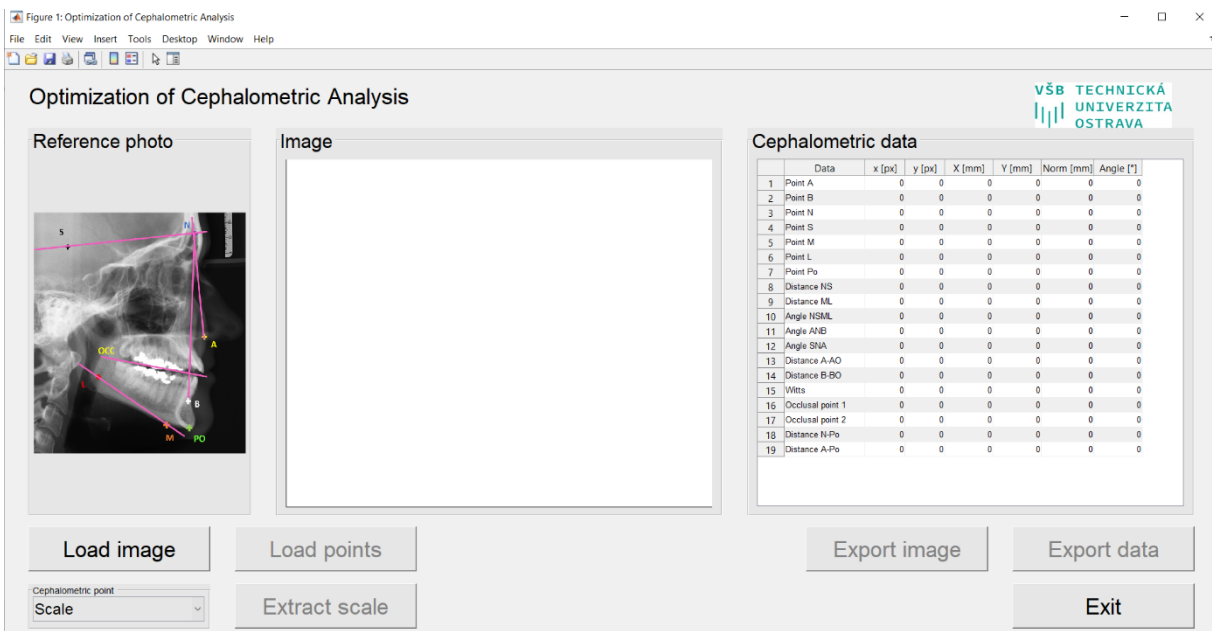 Figure 1: Optimization of Cephalometric Analysis
File Edit View Insert Tools Desktop Window Help
Optimization of Cephalometric Analysis
VŠB TECHNICKÁ
UNIVERZITA
OSTRAVA
Reference photo
S
N
A
OCC
L
B
M
PO
Image
Cephalometric data
Data x [px] y [px] X [mm] Y [mm] Norm [mm] Angle [°]
1 Point A 0 0 0 0 0 0
2 Point B 0 0 0 0 0 0
3 Point N 0 0 0 0 0 0
4 Point S 0 0 0 0 0 0
5 Point M 0 0 0 0 0 0
6 Point L 0 0 0 0 0 0
7 Point Po 0 0 0 0 0 0
8 Distance NS 0 0 0 0 0 0
9 Distance ML 0 0 0 0 0 0
10 Angle NSML 0 0 0 0 0 0
11 Angle ANB 0 0 0 0 0 0
12 Angle SNA 0 0 0 0 0 0
13 Distance A-AO 0 0 0 0 0 0
14 Distance B-BO 0 0 0 0 0 0
15 Witts 0 0 0 0 0 0
16 Occlusal point 1 0 0 0 0 0 0
17 Occlusal point 2 0 0 0 0 0 0
18 Distance N-Po 0 0 0 0 0 0
19 Distance A-Po 0 0 0 0 0 0
Load image
Load points
Export image
Export data
Cephalometric point
Scale
Extract scale
Exit